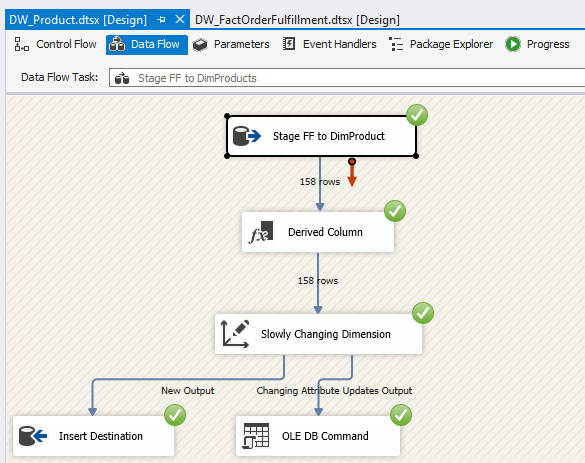 DW_Product.dtsx [Design] DW_FactOrderFulfillment.dtsx [Design]
Control Flow Data Flow Parameters Event Handlers Package Explorer Progress
Data Flow Task: Stage FF to DimProducts
Stage FF to DimProduct
158 rows
Derived Column
158 rows
Slowly Changing Dimension
New Output Changing Attribute Updates Output
Insert Destination OLE DB Command